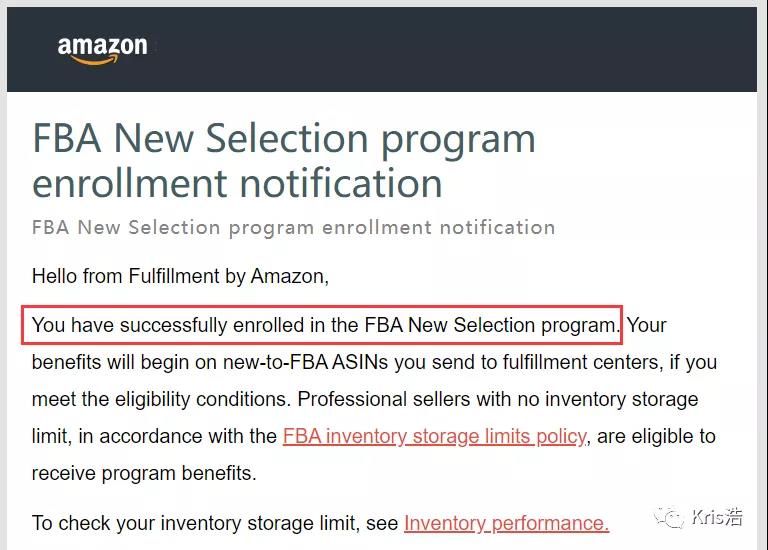 amazon
FBA New Selection program
enrollment notification
FBA New Selection program enrollment notification
Hello from Fulfillment by Amazon,
You have successfully enrolled in the FBA New Selection program. Your
benefits will begin on new-to-FBA ASINs you send to fulfillment centers, if you
meet the eligibility conditions. Professional sellers with no inventory storage
limit, in accordance with the FBA inventory storage limits policy, are eligible to
receive program benefits.
To check your inventory storage limit, see Inventory performance.
Kris浩